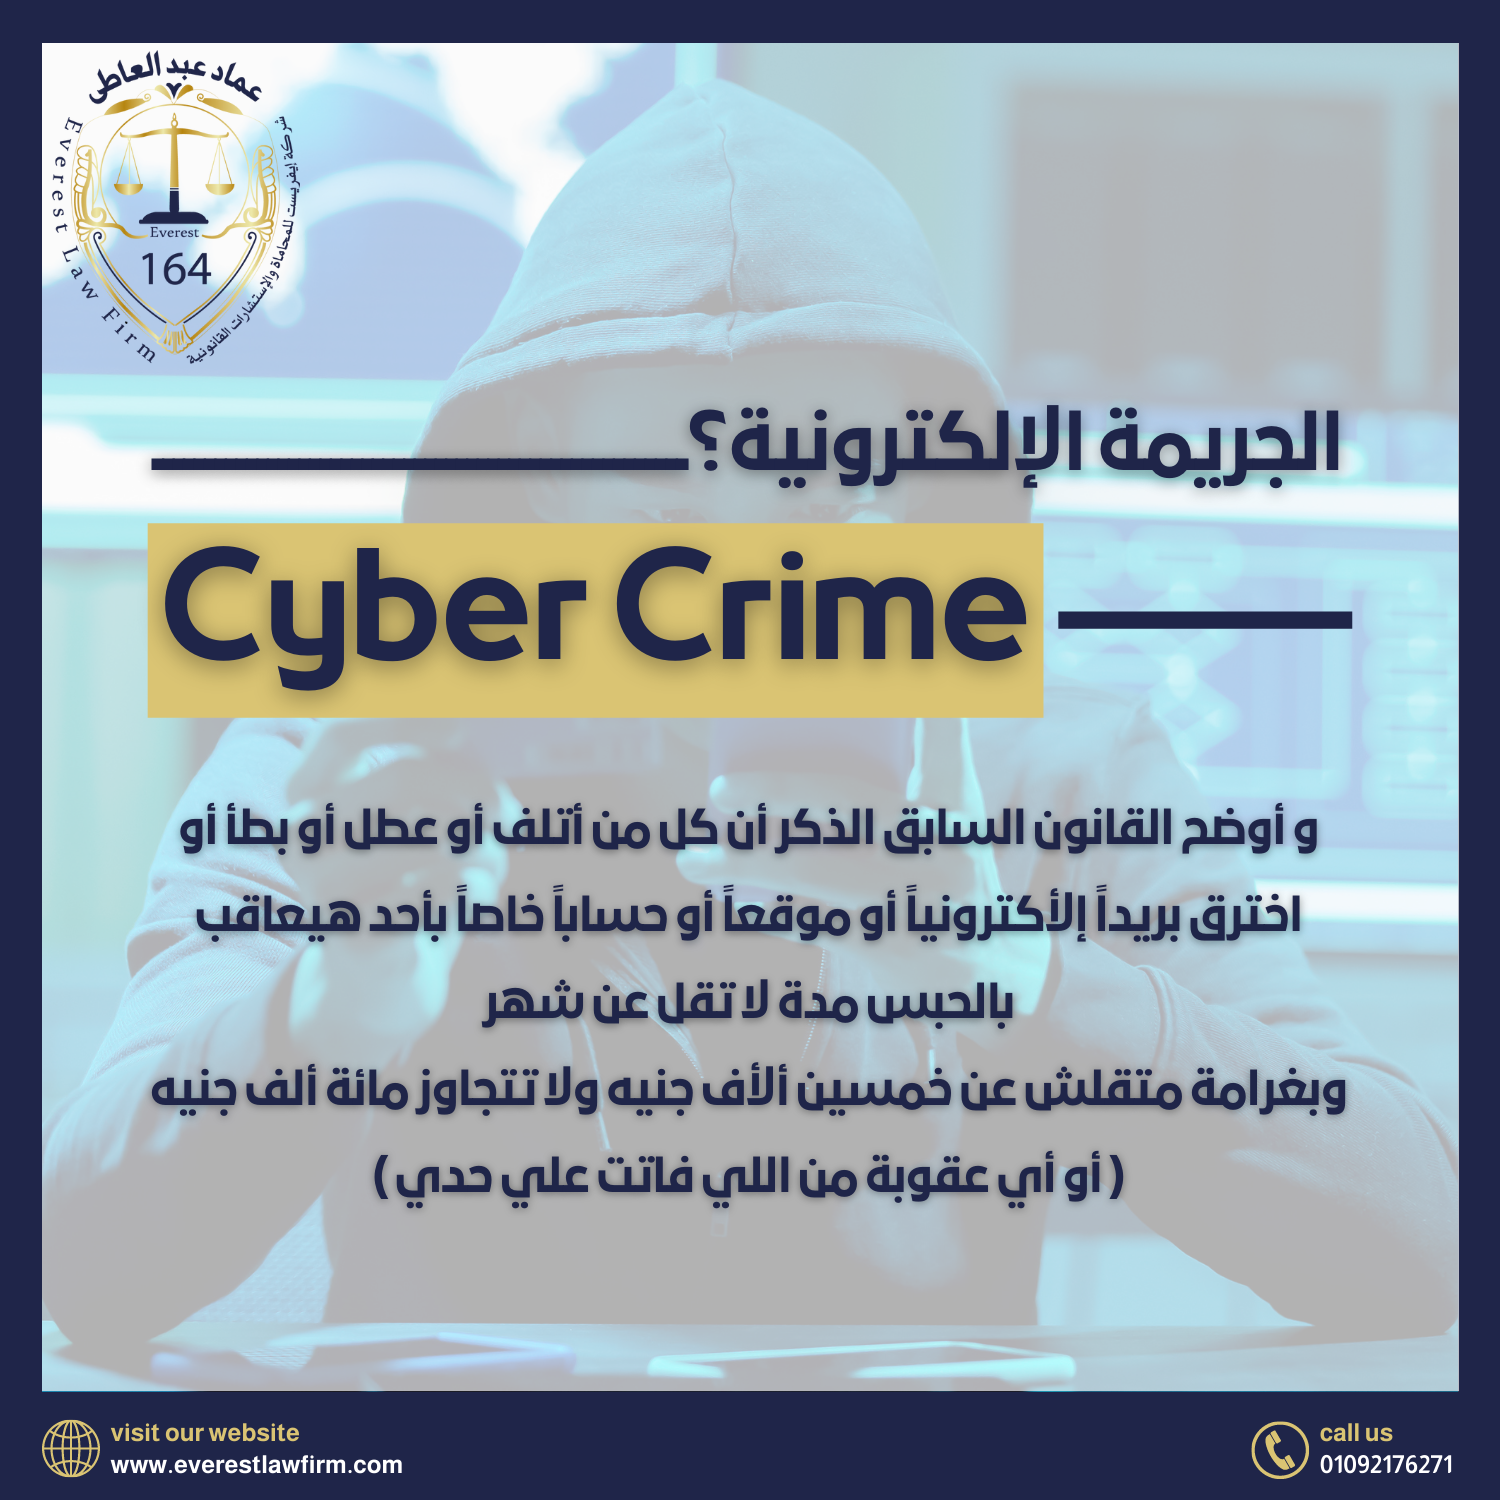 عماد عبد العاطى
Everest Law Firm
شركة إيفريست للمحاماة والإستشارات القانونية
Everest
164
الجريمة الإلكترونية؟
Cyber Crime
و أوضح القانون السابق الذكر أن كل من أتلف أو عطل أو بطأ أو
اخترق بريداً إلأكترونياً أو موقعاً أو حساباً خاصاً بأحد هيعاقب
بالحبس مدة لا تقل عن شهر
وبغرامة متقلش عن خمسين ألأف جنيه ولا تتجاوز مائة ألف جنيه
( أو أي عقوبة من اللي فاتت علي حدي )
visit our website
www.everestlawfirm.com
call us
01092176271